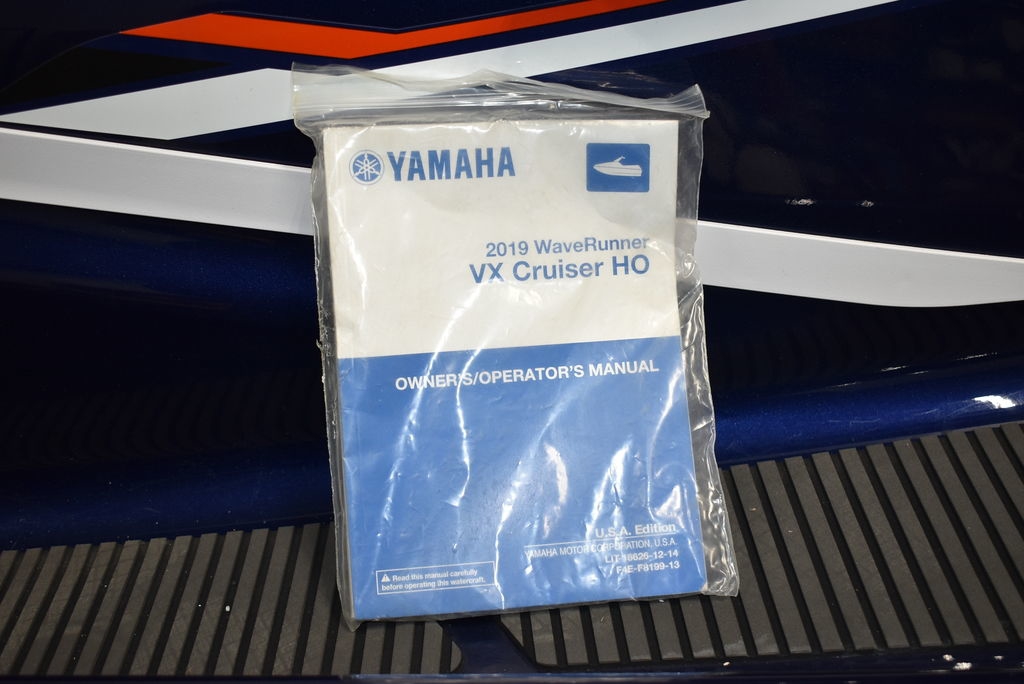 YAMAHA
2019 WaveRunner
VX Cruiser HO
OWNER'S/OPERATOR'S MANUAL
U.S.A. Edition
YAMAHA MOTOR CORPORATION, U.S.A.
LIT-18626-12-14
F4E-F8199-13
Read this manual carefully
before operating this watercraft.